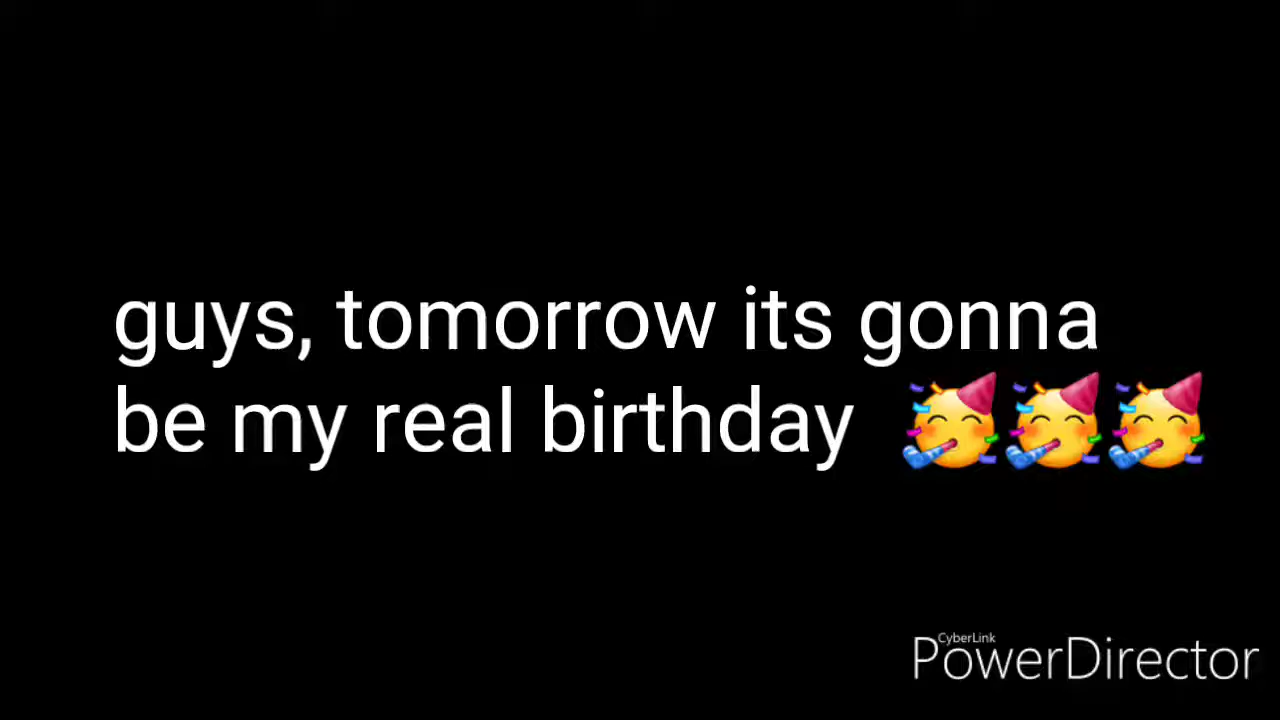 guys, tomorrow its gonna
be my real birthday 🥳🥳🥳
CyberLink
PowerDirector